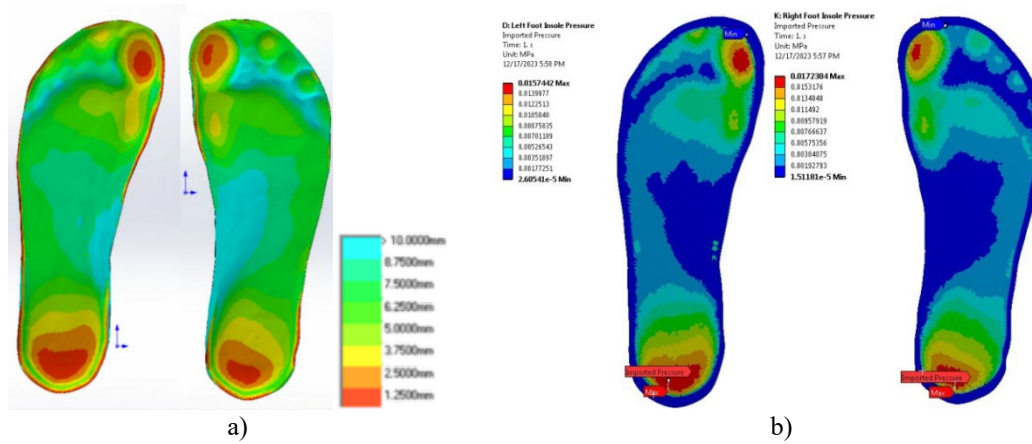 > 10.0000mm
8.7500mm
7.5000mm
6.2500mm
5.0000mm
3.7500mm
2.5000mm
1.2500mm
a)
D: Left Foot Insole Pressure
Imported Pressure
Time: 1. s
Unit: MPa
12/17/2023 5:58 PM
0.0157442 Max
0.0139977
0.0122513
0.0105048
0.00875835
0.00701189
0.00526543
0.00351897
0.00177251
2.60541e-5 Min
Min
Imported Pressure
Max
K: Right Foot Insole Pressure
Imported Pressure
Time: 1. s
Unit: MPa
12/17/2023 5:57 PM
0.0172304 Max
0.0153176
0.0134048
0.011492
0.00957919
0.00766637
0.00575356
0.00384075
0.00192793
1.51181e-5 Min
Min
Imported Pressure
Max
b)